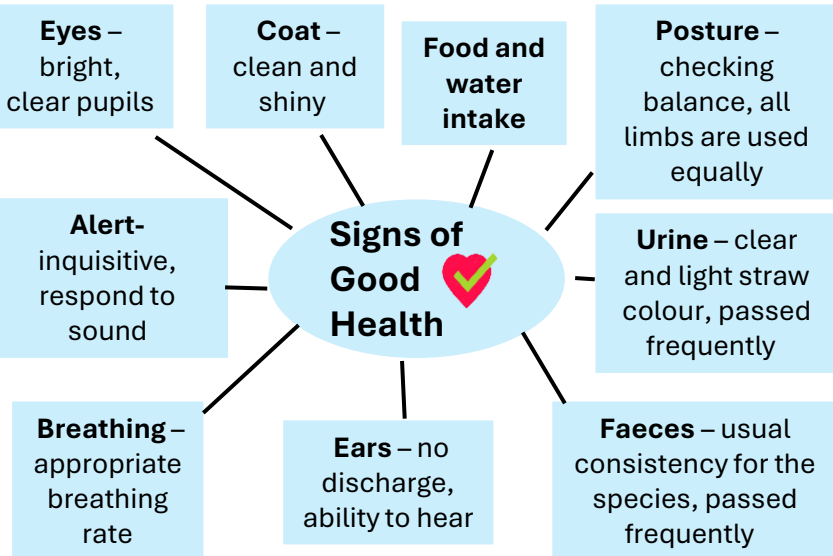 Eyes –
bright,
clear pupils
Coat –
clean and
shiny
Food and
water
intake
Posture –
checking
balance, all
limbs are used
equally
Alert-
inquisitive,
respond to
sound
Signs of
Good
Health
Urine – clear
and light straw
colour, passed
frequently
Breathing –
appropriate
breathing
rate
Ears – no
discharge,
ability to hear
Faeces – usual
consistency for the
species, passed
frequently